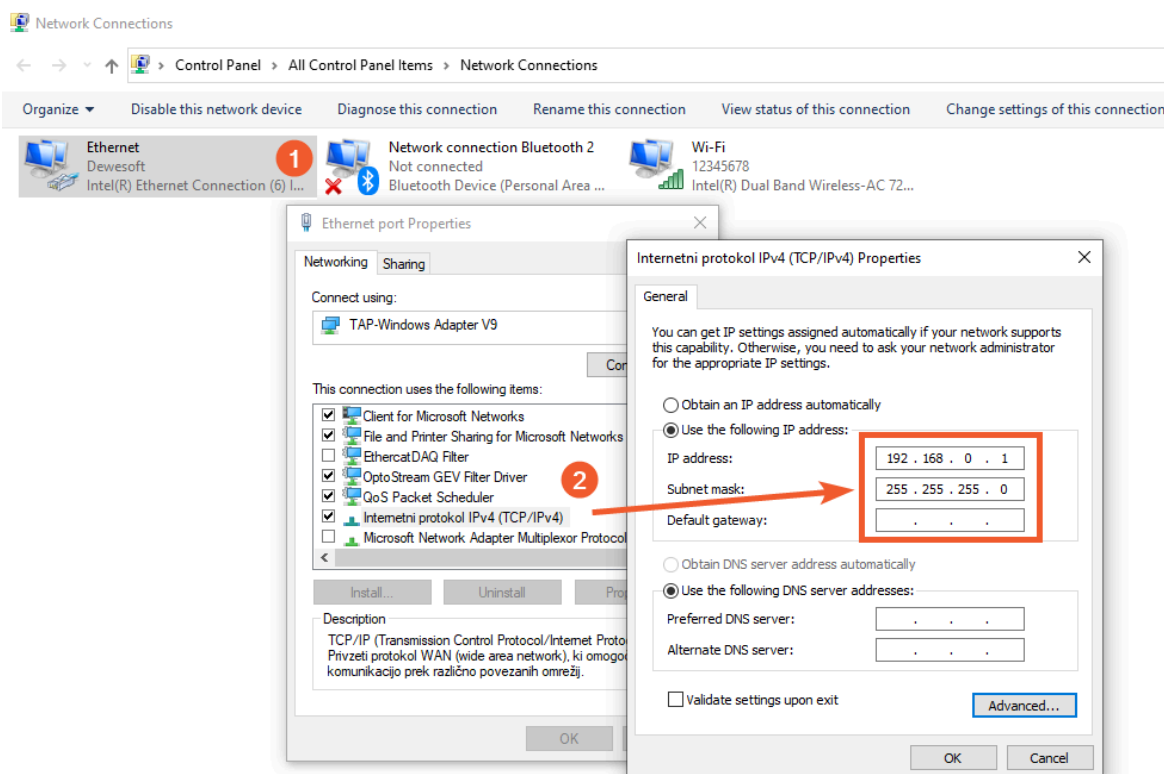 Network Connections
Control Panel > All Control Panel Items > Network Connections
Organize Disable this network device Diagnose this connection Rename this connection View status of this connection Change settings of this connection
Ethernet
Dewesoft
Intel(R) Ethernet Connection (6) I...
1
Network connection Bluetooth 2
Not connected
Bluetooth Device (Personal Area ...
Wi-Fi
12345678
Intel(R) Dual Band Wireless-AC 72...
Ethernet port Properties
Networking Sharing
Connect using:
TAP-Windows Adapter V9
Cor
This connection uses the following items:
Client for Microsoft Networks
File and Printer Sharing for Microsoft Networks
EthercatDAQ Filter
OptoStream GEV Filter Driver
QoS Packet Scheduler
Internetni protokol IPv4 (TCP/IPv4)
Microsoft Network Adapter Multiplexor Protocol
2
Install... Uninstall Prop
Description
TCP/IP (Transmission Control Protocol/Internet Proto
Privzeti protokol WAN (wide area network), ki omogo
komunikacijo prek različno povezanih omrežij.
OK
Internetni protokol IPv4 (TCP/IPv4) Properties
General
You can get IP settings assigned automatically if your network supports
this capability. Otherwise, you need to ask your network administrator
for the appropriate IP settings.
Obtain an IP address automatically
Use the following IP address:
IP address: 192 . 168 . 0 . 1
Subnet mask: 255 . 255 . 255 . 0
Default gateway: . . .
Obtain DNS server address automatically
Use the following DNS server addresses:
Preferred DNS server: . . .
Alternate DNS server: . . .
Validate settings upon exit
Advanced...
OK Cancel